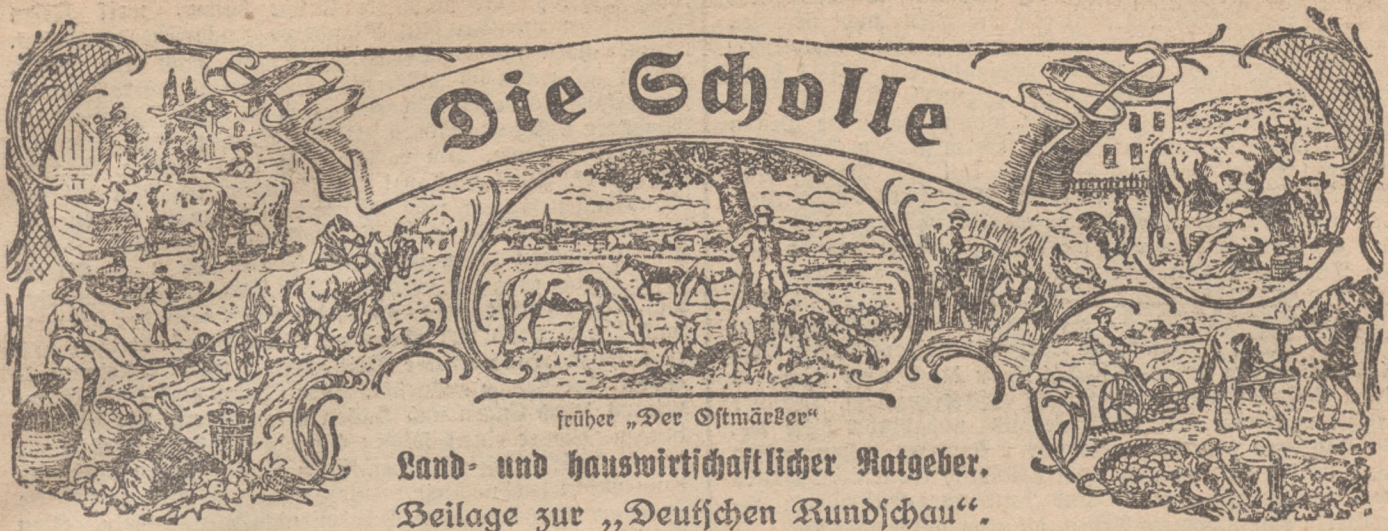 Die Scholle
früher „Der Ostmärker“
Land- und hauswirtschaftlicher Ratgeber.
Beilage zur „Deutschen Rundschau“.